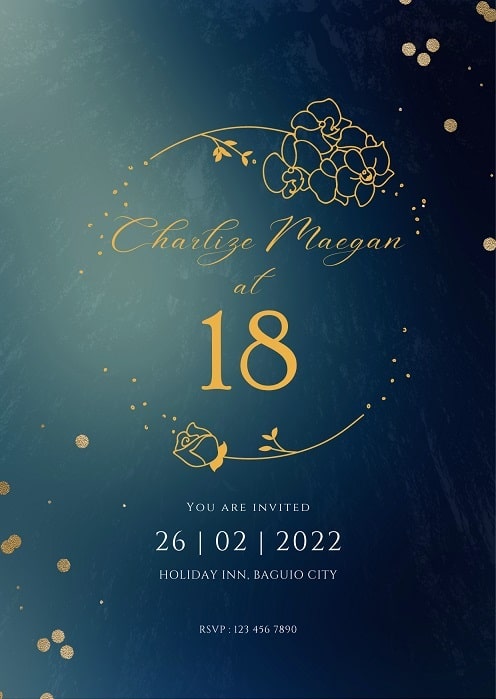 Charlize Maegan
at
18
You are invited
26 | 02 | 2022
HOLIDAY INN, BAGUIO CITY
RSVP : 123 456 7890